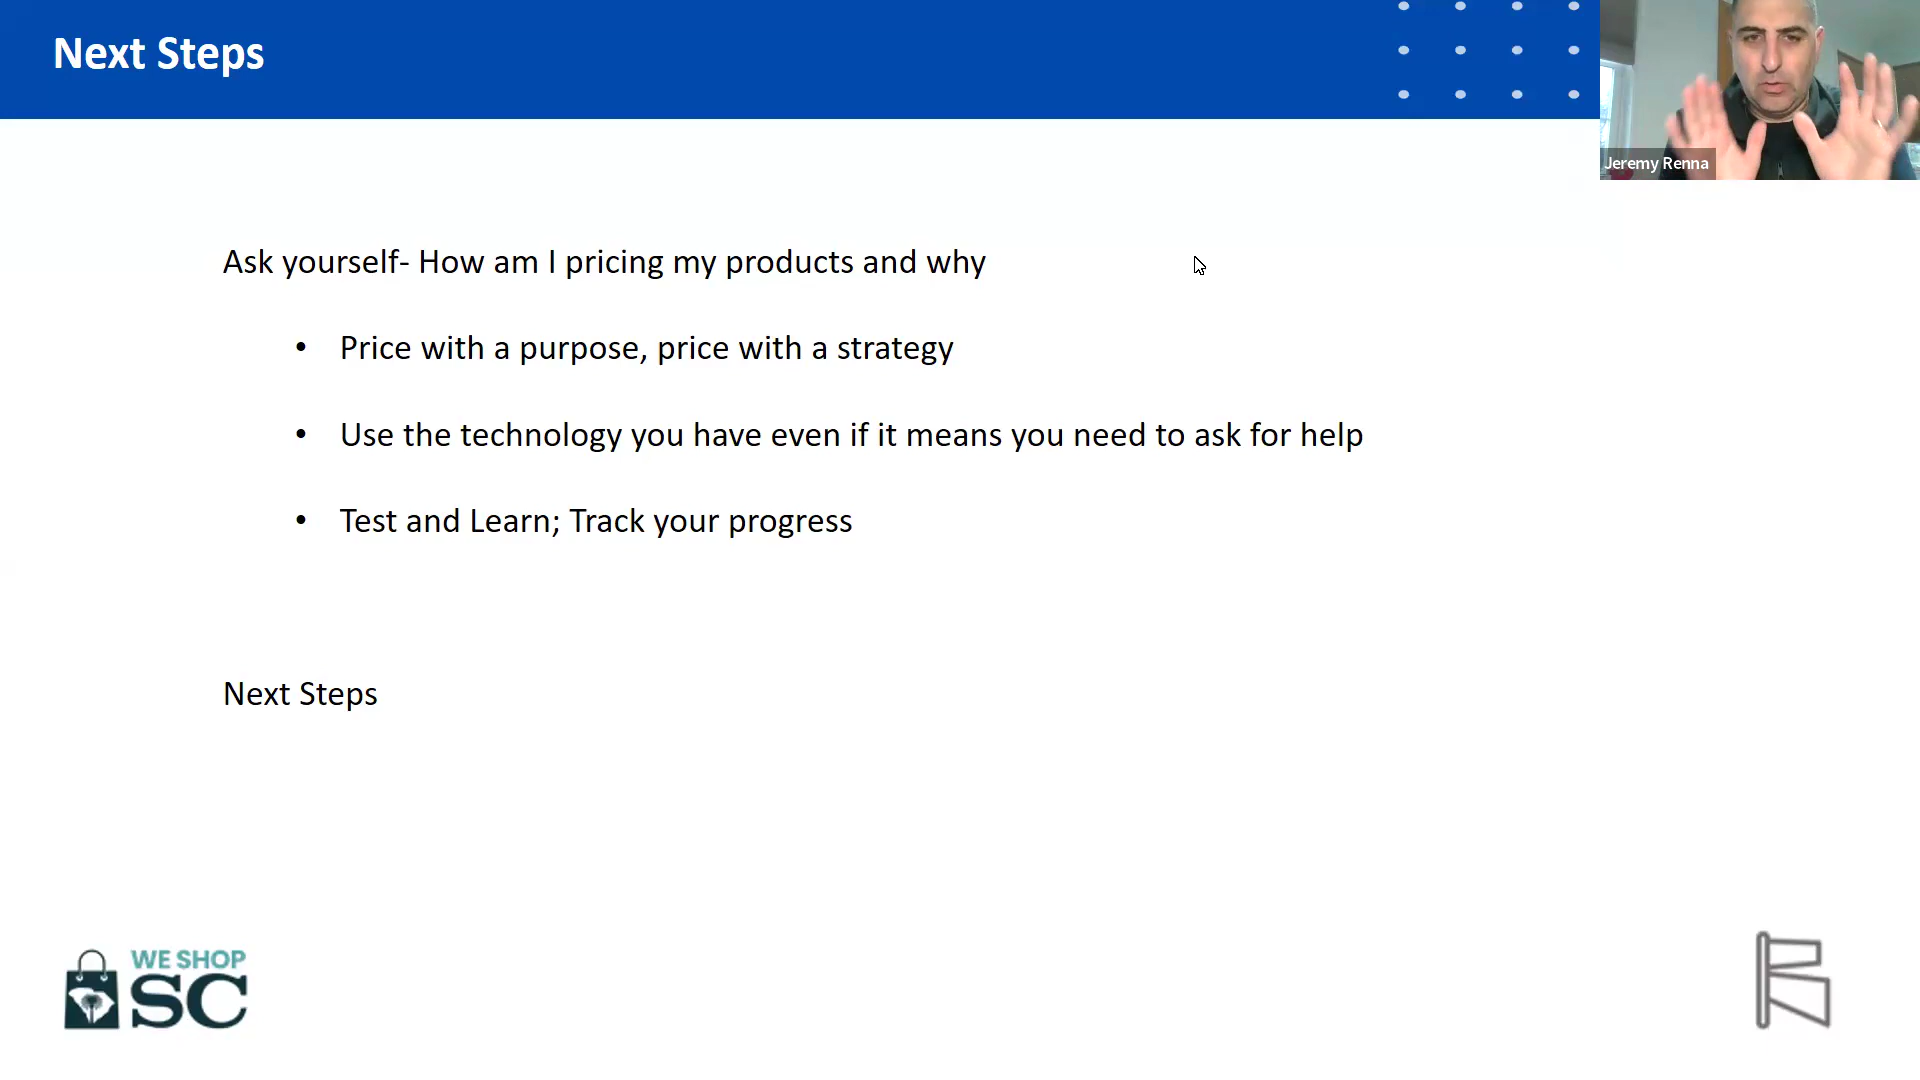 Next Steps
Jeremy Renna
Ask yourself- How am I pricing my products and why
• Price with a purpose, price with a strategy
• Use the technology you have even if it means you need to ask for help
• Test and Learn; Track your progress
Next Steps
WE SHOP
SC